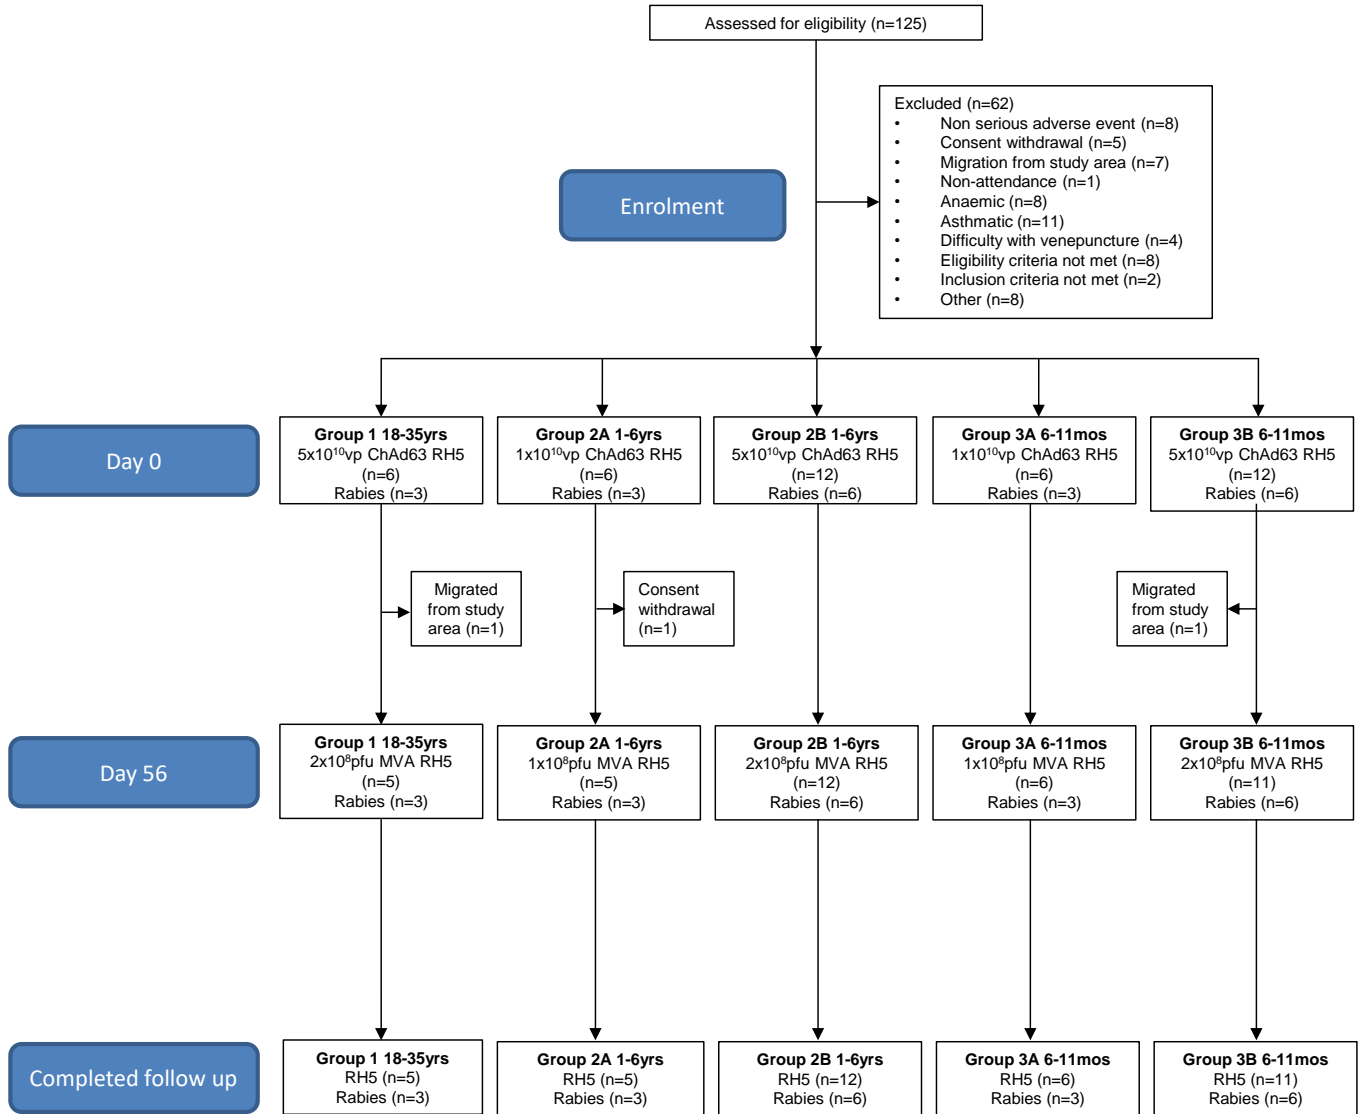 Assessed for eligibility (n=125)
Excluded (n=62)
• Non serious adverse event (n=8)
• Consent withdrawal (n=5)
• Migration from study area (n=7)
• Non-attendance (n=1)
• Anaemic (n=8)
• Asthmatic (n=11)
• Difficulty with venepuncture (n=4)
• Eligibility criteria not met (n=8)
• Inclusion criteria not met (n=2)
• Other (n=8)
Enrolment
Day 0
Group 1 18-35yrs
5x10¹⁰vp ChAd63 RH5
(n=6)
Rabies (n=3)
Group 2A 1-6yrs
1x10¹⁰vp ChAd63 RH5
(n=6)
Rabies (n=3)
Group 2B 1-6yrs
5x10¹⁰vp ChAd63 RH5
(n=12)
Rabies (n=6)
Group 3A 6-11mos
1x10¹⁰vp ChAd63 RH5
(n=6)
Rabies (n=3)
Group 3B 6-11mos
5x10¹⁰vp ChAd63 RH5
(n=12)
Rabies (n=6)
Migrated
from study
area (n=1)
Consent
withdrawal
(n=1)
Migrated
from study
area (n=1)
Day 56
Group 1 18-35yrs
2x10⁸pfu MVA RH5
(n=5)
Rabies (n=3)
Group 2A 1-6yrs
1x10⁸pfu MVA RH5
(n=5)
Rabies (n=3)
Group 2B 1-6yrs
2x10⁸pfu MVA RH5
(n=12)
Rabies (n=6)
Group 3A 6-11mos
1x10⁸pfu MVA RH5
(n=6)
Rabies (n=3)
Group 3B 6-11mos
2x10⁸pfu MVA RH5
(n=11)
Rabies (n=6)
Completed follow up
Group 1 18-35yrs
RH5 (n=5)
Rabies (n=3)
Group 2A 1-6yrs
RH5 (n=5)
Rabies (n=3)
Group 2B 1-6yrs
RH5 (n=12)
Rabies (n=6)
Group 3A 6-11mos
RH5 (n=6)
Rabies (n=3)
Group 3B 6-11mos
RH5 (n=11)
Rabies (n=6)